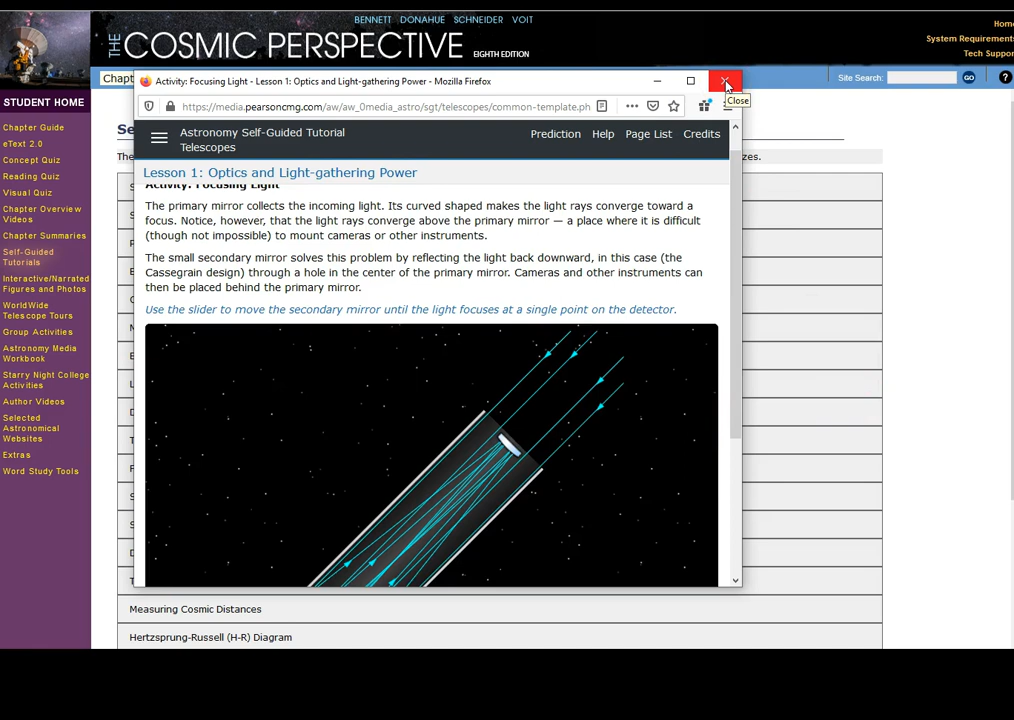 BENNETT DONAHUE SCHNEIDER VOIT
THE COSMIC PERSPECTIVE EIGHTH EDITION
Home
System Requirements
Tech Suppo
Chapt
Site Search:
GO
?
STUDENT HOME
Chapter Guide
eText 2.0
Concept Quiz
Reading Quiz
Visual Quiz
Chapter Overview
Videos
Chapter Summaries
Self-Guided
Tutorials
Interactive/Narrated
Figures and Photos
WorldWide
Telescope Tours
Group Activities
Astronomy Media
Workbook
Starry Night College
Activities
Author Videos
Selected
Astronomical
Websites
Extras
Word Study Tools
Se
The
zes.
Activity: Focusing Light - Lesson 1: Optics and Light-gathering Power - Mozilla Firefox
Close
https://media.pearsoncmg.com/aw/aw_0media_astro/sgt/telescopes/common-template.ph
Astronomy Self-Guided Tutorial
Telescopes
Prediction Help Page List Credits
Lesson 1: Optics and Light-gathering Power
Activity: Focusing Light
The primary mirror collects the incoming light. Its curved shaped makes the light rays converge toward a
focus. Notice, however, that the light rays converge above the primary mirror — a place where it is difficult
(though not impossible) to mount cameras or other instruments.
The small secondary mirror solves this problem by reflecting the light back downward, in this case (the
Cassegrain design) through a hole in the center of the primary mirror. Cameras and other instruments can
then be placed behind the primary mirror.
Use the slider to move the secondary mirror until the light focuses at a single point on the detector.
Measuring Cosmic Distances
Hertzsprung-Russell (H-R) Diagram